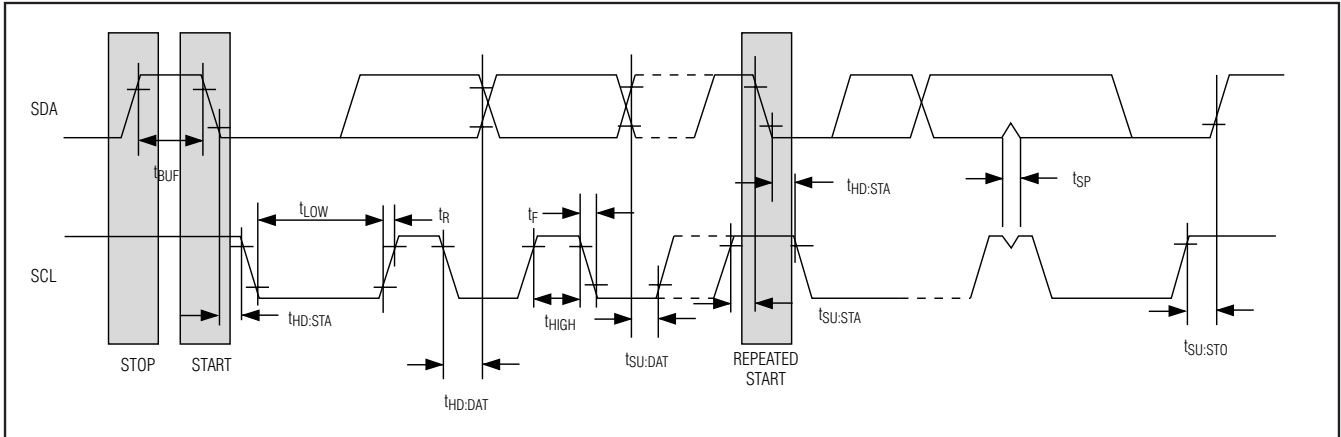 SDA
tBUF
tLOW
tR
tF
tHD:STA
tSP
SCL
tHD:STA
tHIGH
tSU:DAT
tSU:STA
tSU:STO
STOP
START
REPEATED
START
tHD:DAT